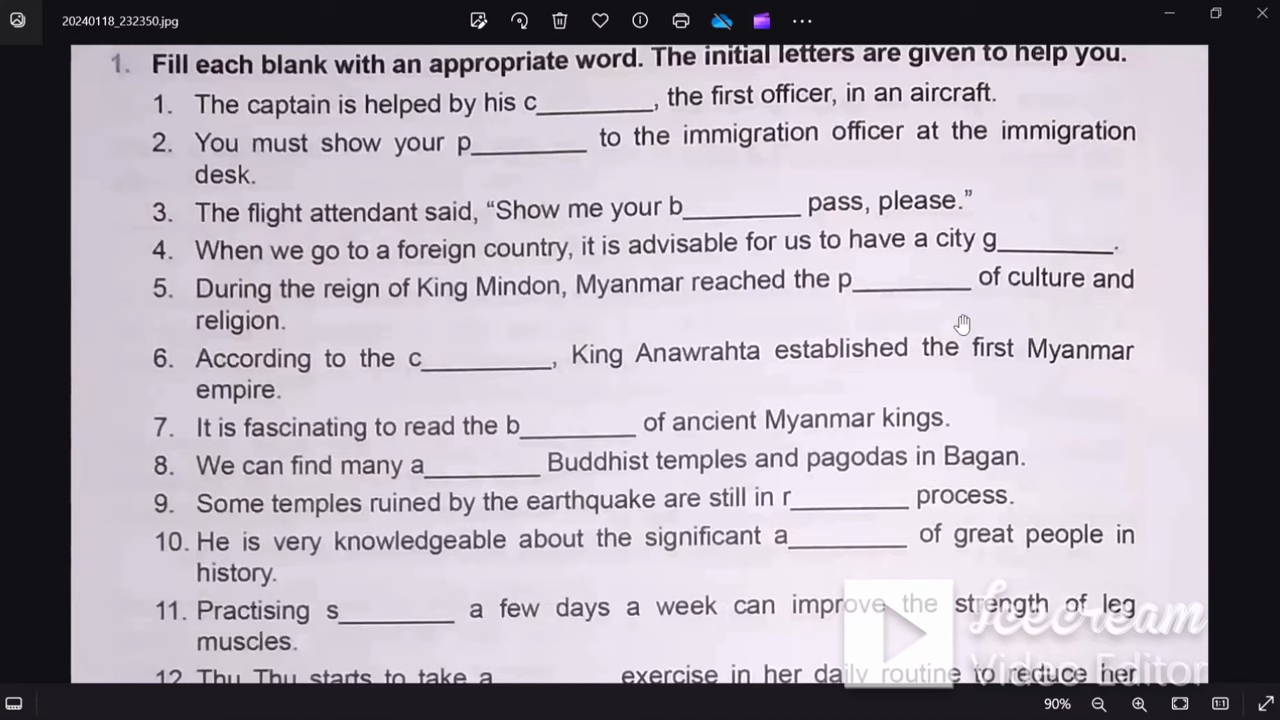 20240118_232350.jpg
1. Fill each blank with an appropriate word. The initial letters are given to help you.
1. The captain is helped by his c________, the first officer, in an aircraft.
2. You must show your p________ to the immigration officer at the immigration
desk.
3. The flight attendant said, “Show me your b________ pass, please.”
4. When we go to a foreign country, it is advisable for us to have a city g________.
5. During the reign of King Mindon, Myanmar reached the p________ of culture and
religion.
6. According to the c________, King Anawrahta established the first Myanmar
empire.
7. It is fascinating to read the b________ of ancient Myanmar kings.
8. We can find many a________ Buddhist temples and pagodas in Bagan.
9. Some temples ruined by the earthquake are still in r________ process.
10. He is very knowledgeable about the significant a________ of great people in
history.
11. Practising s________ a few days a week can improve the strength of leg
muscles.
12 Thu Thu starts to take a________ exercise in her daily routine to reduce her
Icecream
Video Editor
90%
1:1